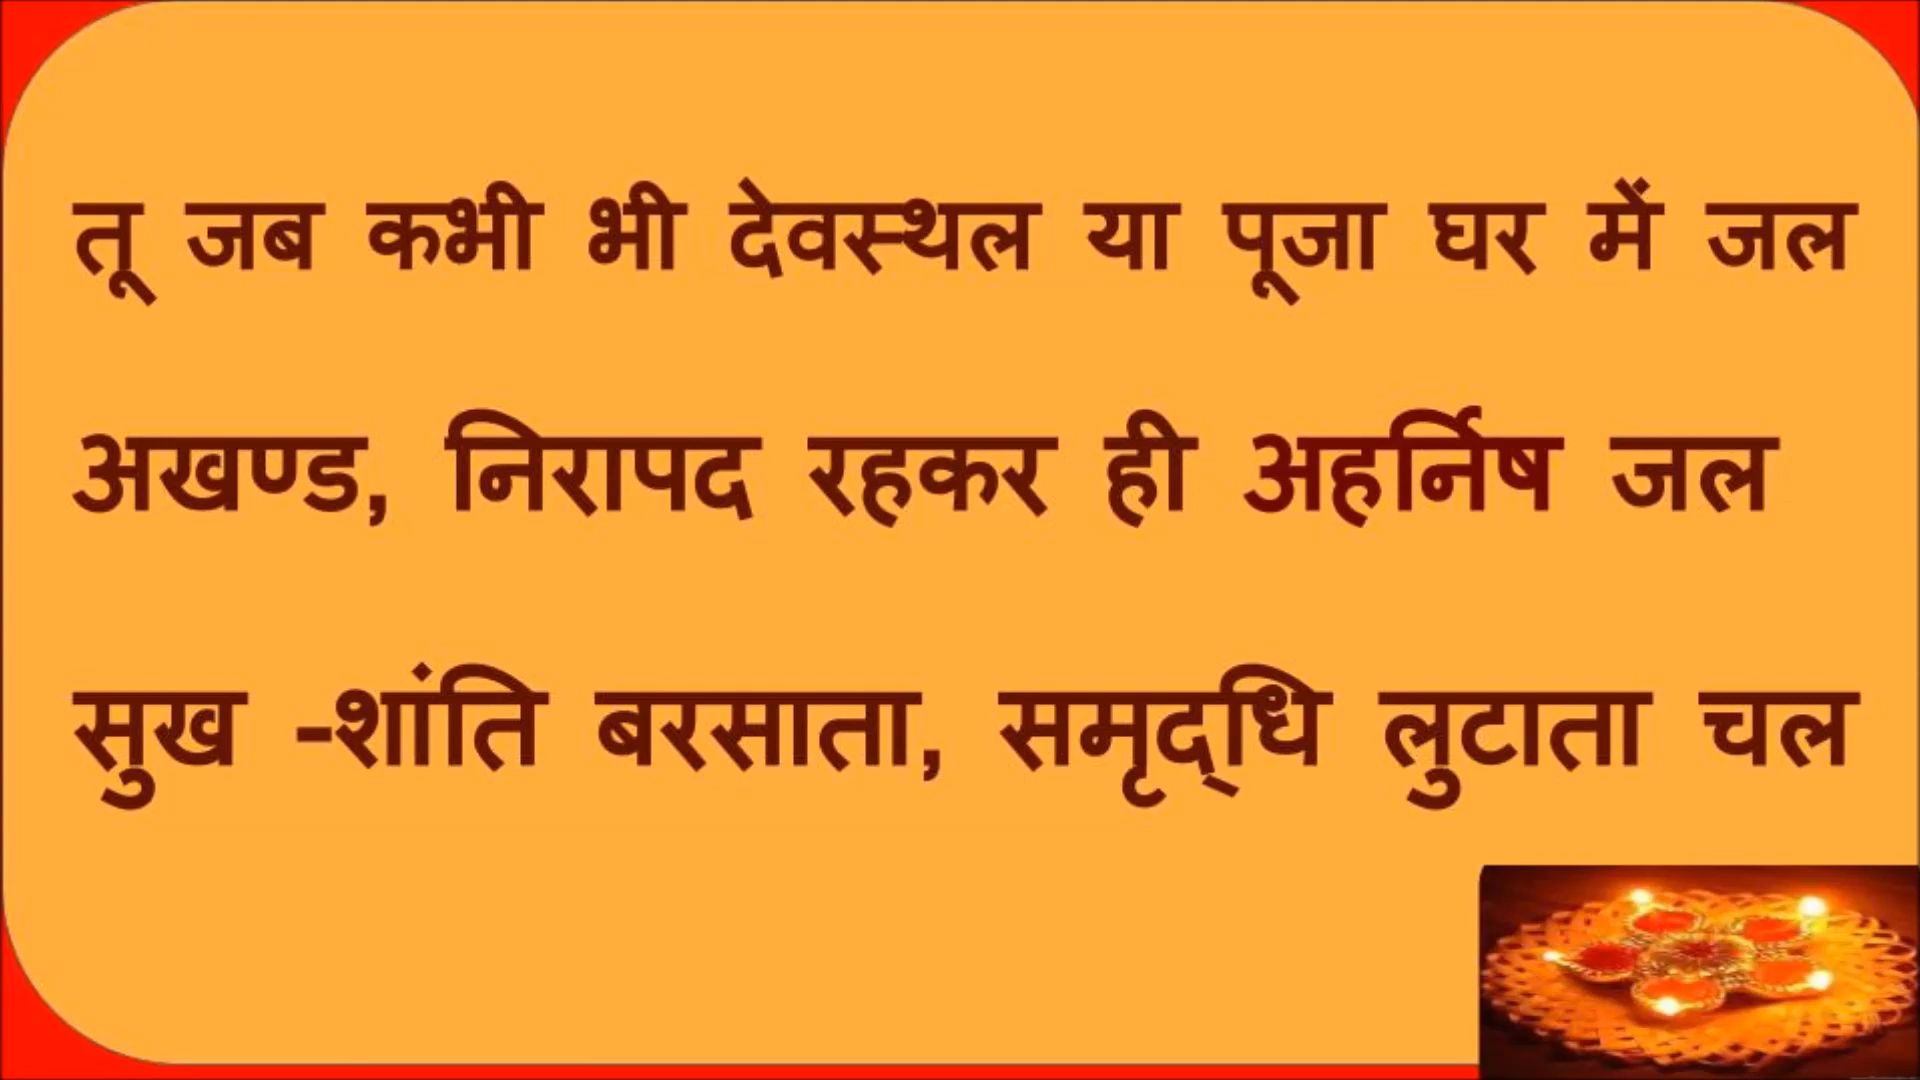 तू जब कभी भी देवस्थल या पूजा घर में जल
अखण्ड, निरापद रहकर ही अहर्निष जल
सुख -शांति बरसाता, समृद्‌धि लुटाता चल